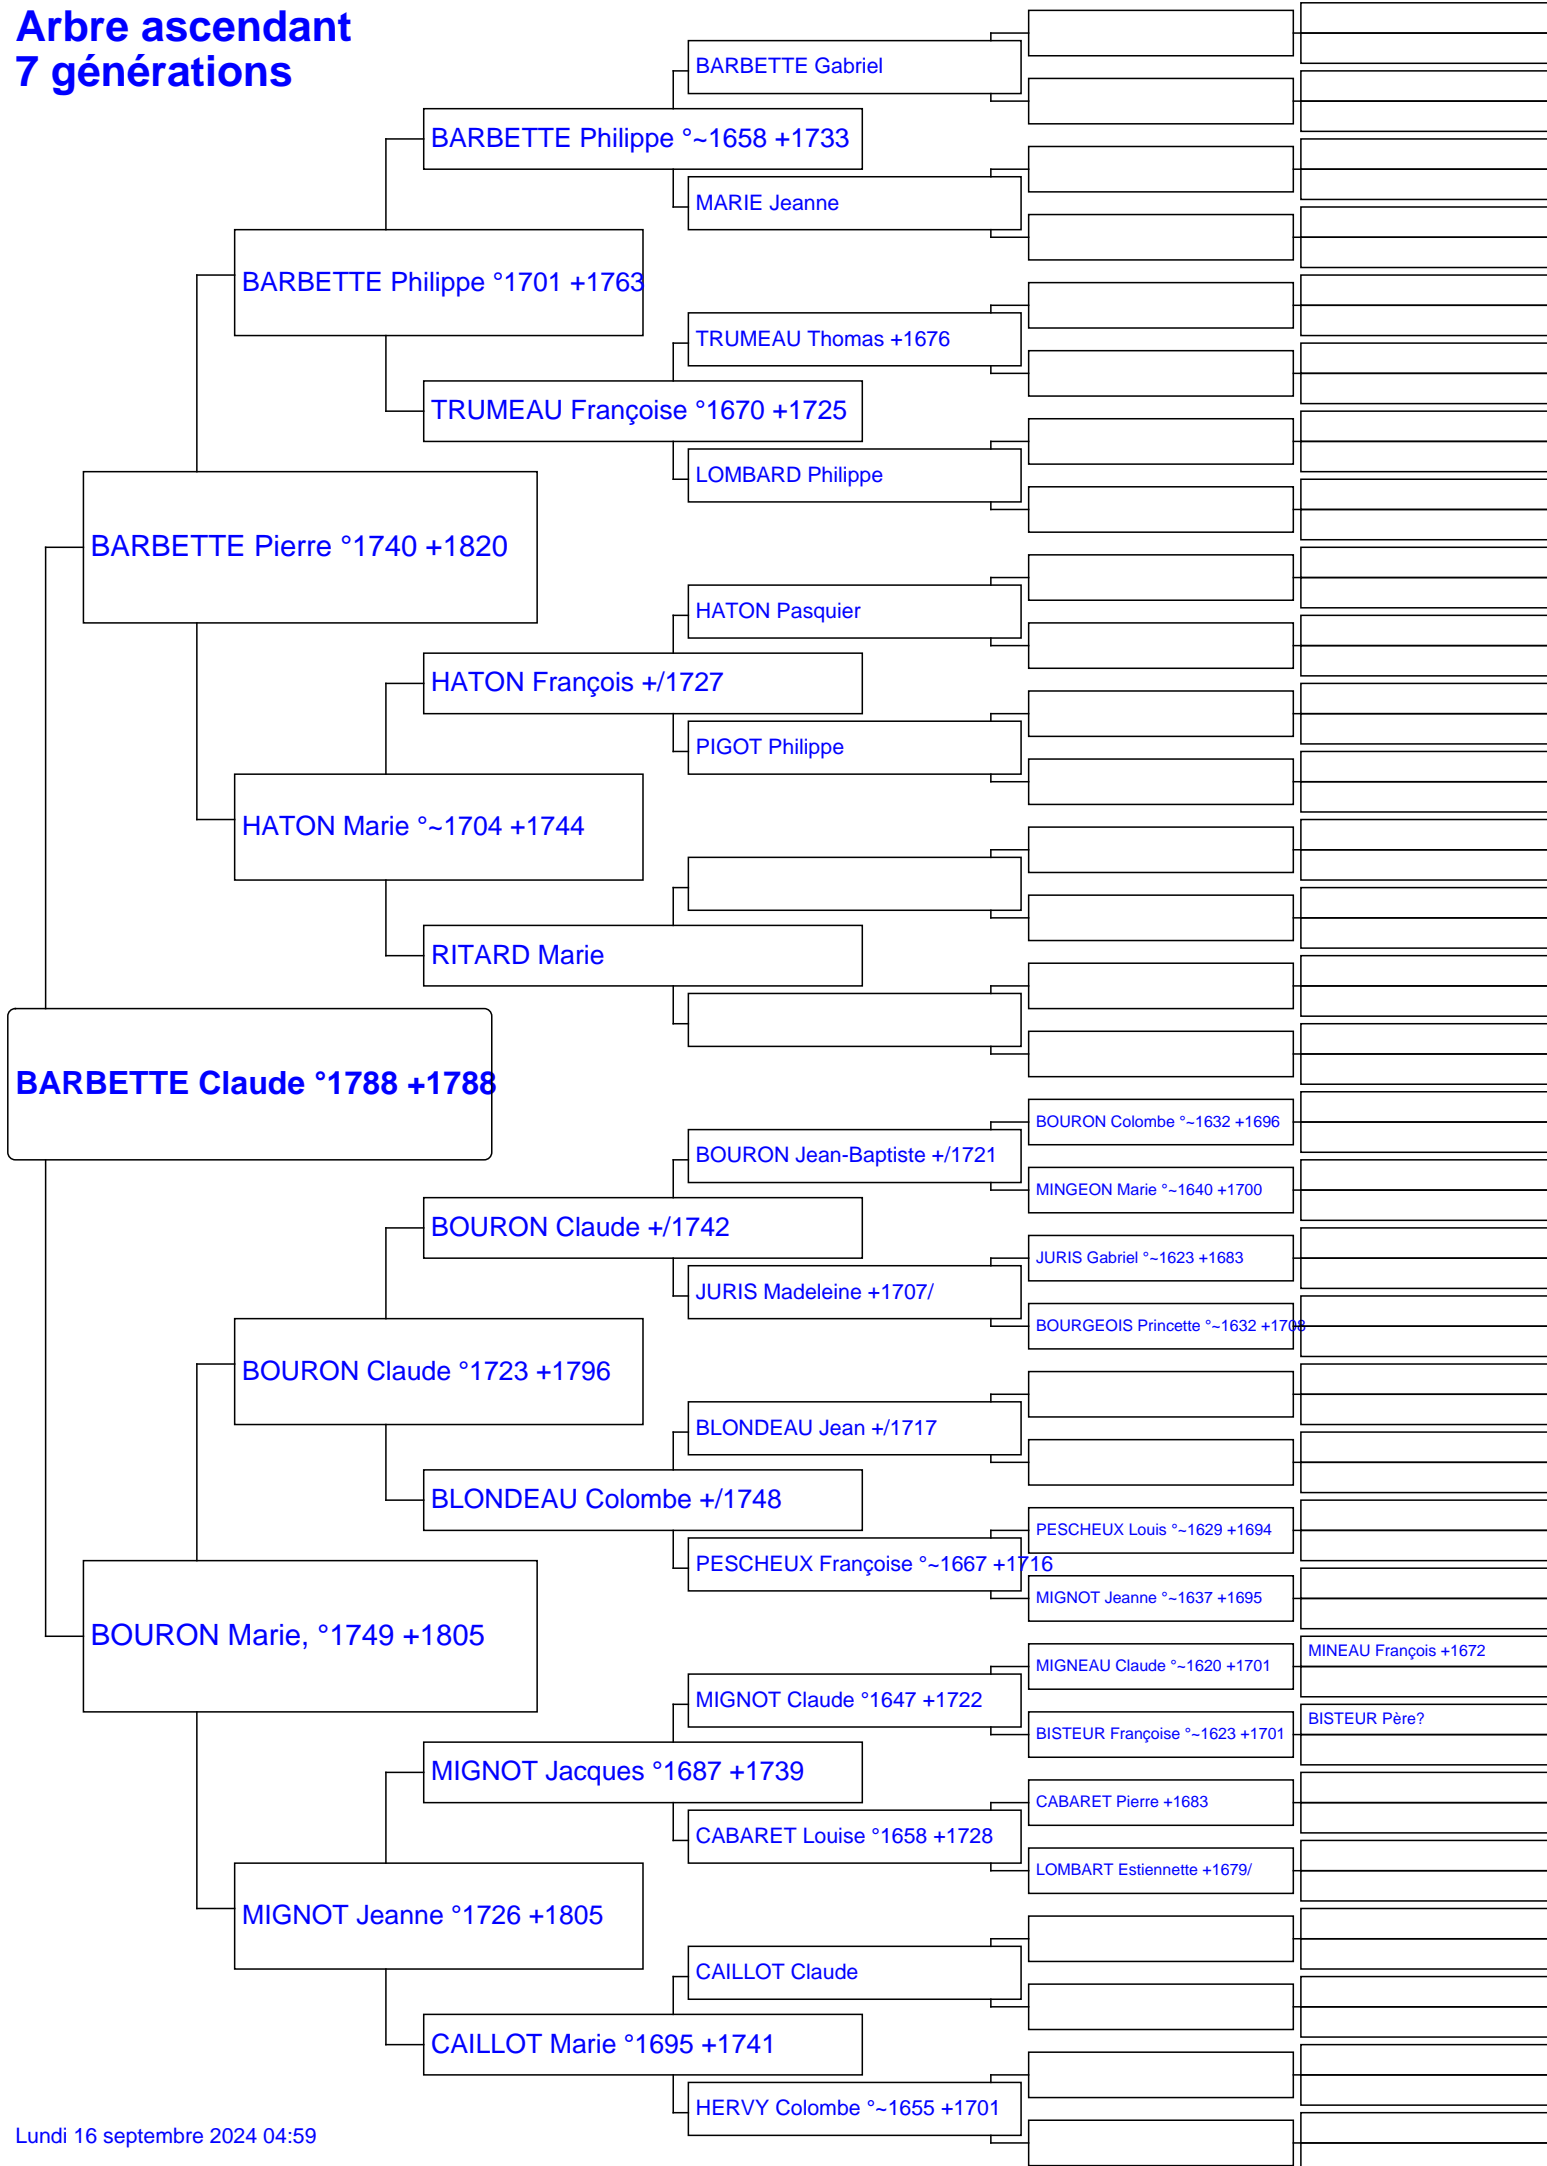 Arbre ascendant
7 générations
BARBETTE Gabriel
BARBETTE Philippe °~1658 +1733
MARIE Jeanne
BARBETTE Philippe °1701 +1763
TRUMEAU Thomas +1676
TRUMEAU Françoise °1670 +1725
LOMBARD Philippe
BARBETTE Pierre °1740 +1820
HATON Pasquier
HATON François +/1727
PIGOT Philippe
HATON Marie °~1704 +1744
RITARD Marie
BARBETTE Claude °1788 +1788
BOURON Colombe °~1632 +1696
BOURON Jean-Baptiste +/1721
MINGEON Marie °~1640 +1700
BOURON Claude +/1742
JURIS Gabriel °~1623 +1683
JURIS Madeleine +1707/
BOURGEOIS Princette °~1632 +1708
BOURON Claude °1723 +1796
BLONDEAU Jean +/1717
BLONDEAU Colombe +/1748
PESCHEUX Louis °~1629 +1694
PESCHEUX Françoise °~1667 +1716
MIGNOT Jeanne °~1637 +1695
BOURON Marie, °1749 +1805
MINEAU François +1672
MIGNEAU Claude °~1620 +1701
MIGNOT Claude °1647 +1722
BISTEUR Père?
BISTEUR Françoise °~1623 +1701
MIGNOT Jacques °1687 +1739
CABARET Pierre +1683
CABARET Louise °1658 +1728
LOMBART Estiennette +1679/
MIGNOT Jeanne °1726 +1805
CAILLOT Claude
CAILLOT Marie °1695 +1741
HERVY Colombe °~1655 +1701
Lundi 16 septembre 2024 04:59